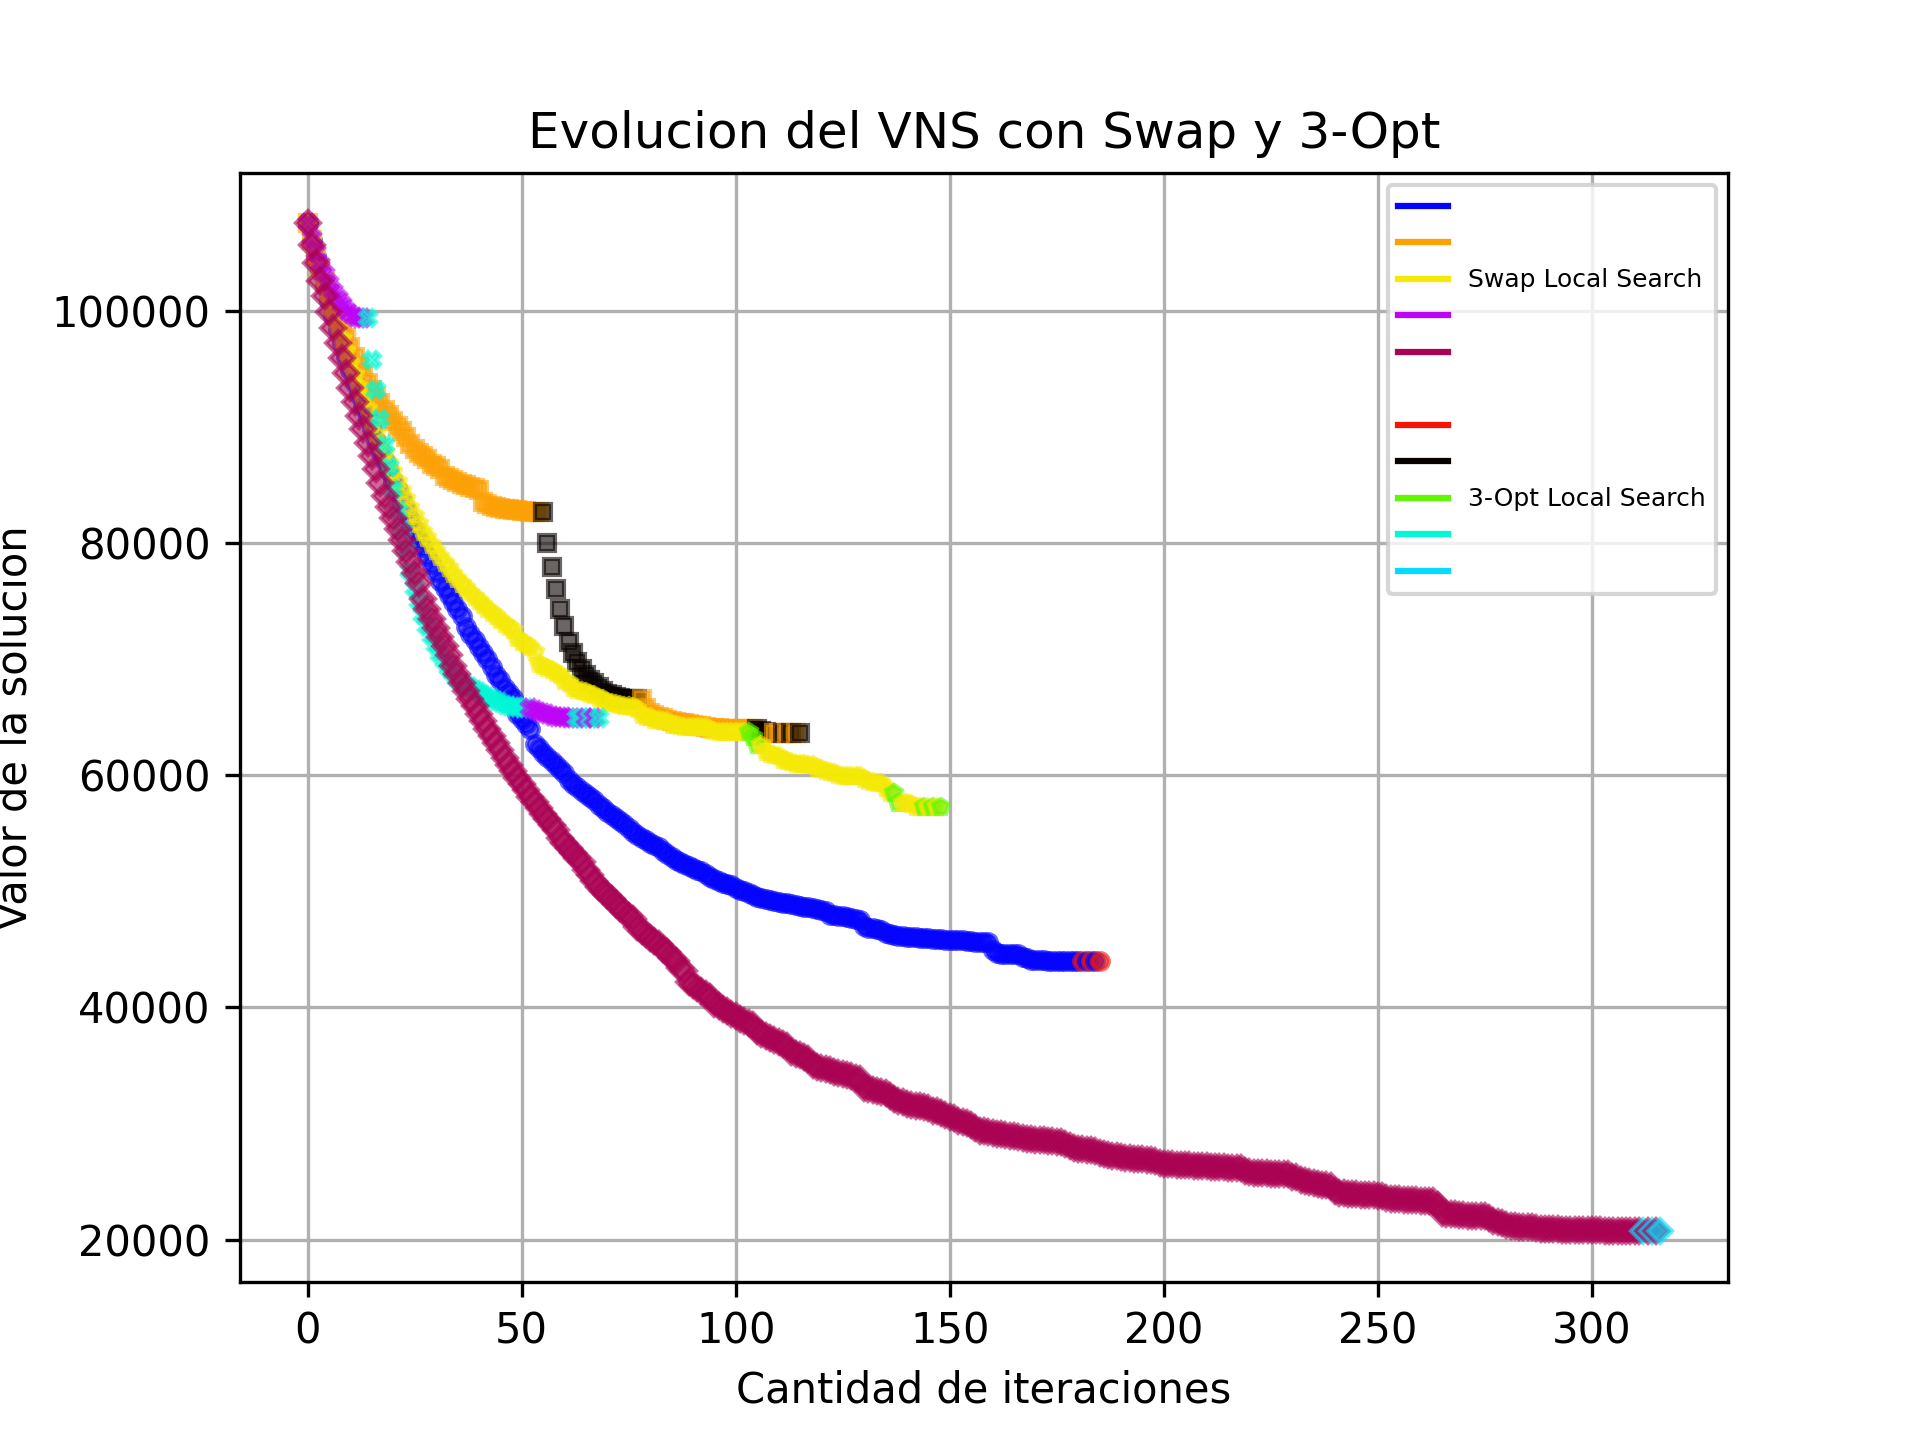 Evolucion del VNS con Swap y 3-Opt
Swap Local Search
3-Opt Local Search
100000
80000
60000
40000
20000
Valor de la solucion
0 50 100 150 200 250 300
Cantidad de iteraciones